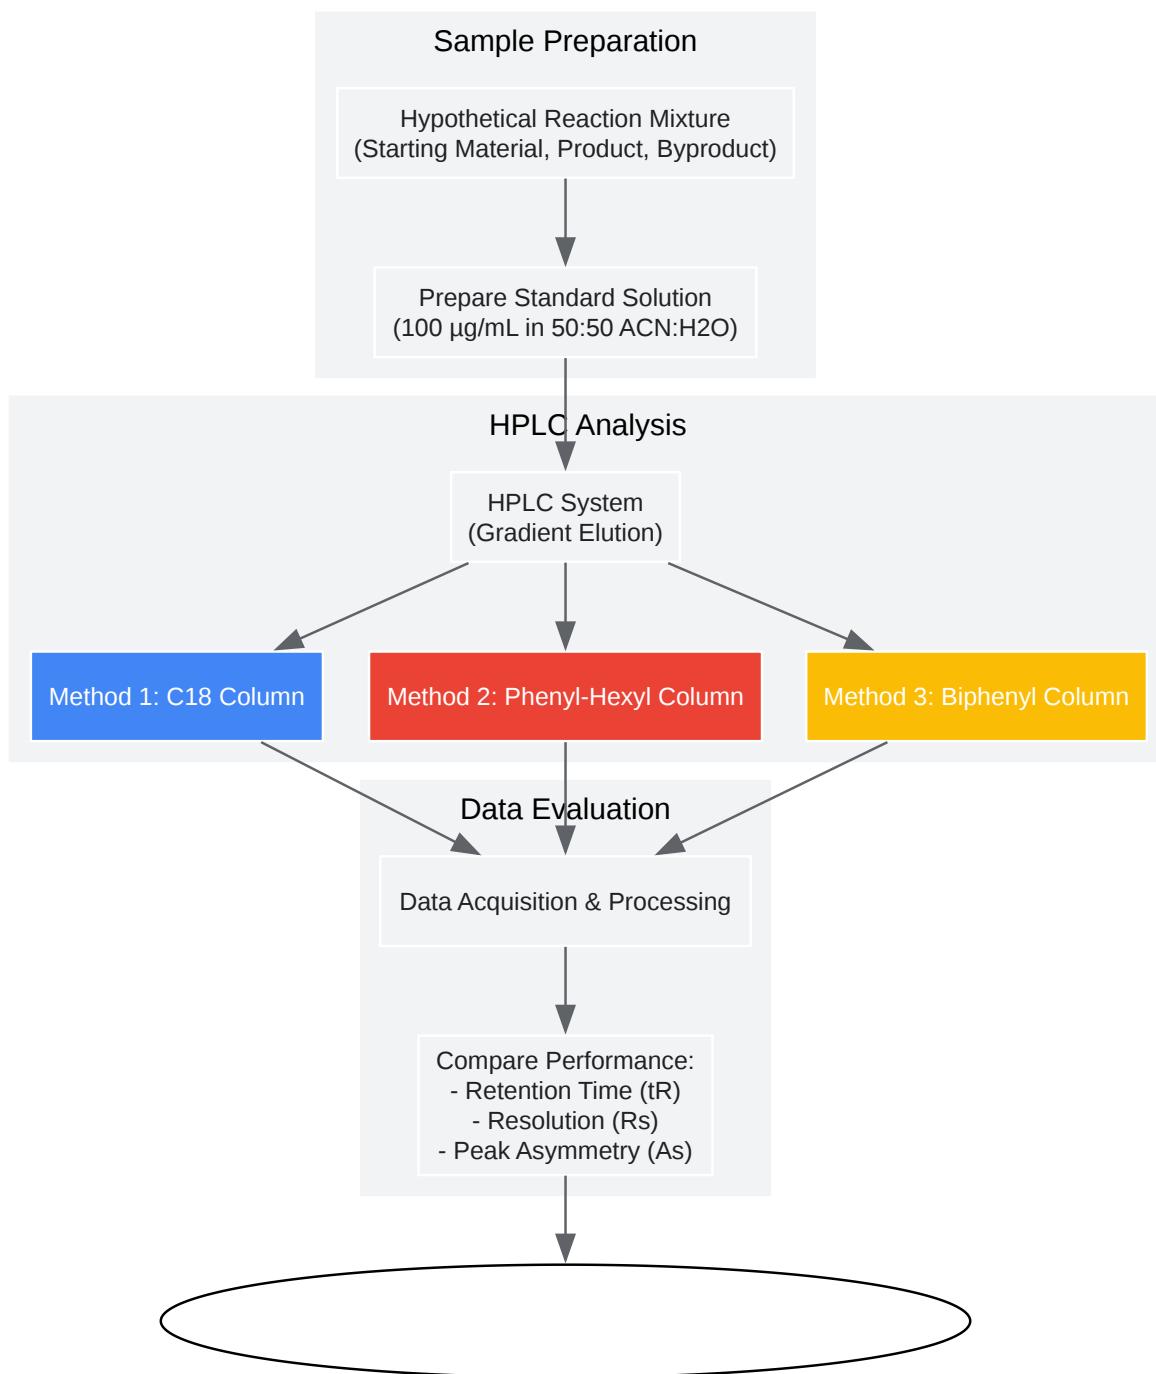 Sample Preparation
Hypothetical Reaction Mixture
(Starting Material, Product, Byproduct)
Prepare Standard Solution
(100 µg/mL in 50:50 ACN:H2O)
HPLC Analysis
HPLC System
(Gradient Elution)
Method 1: C18 Column
Method 2: Phenyl-Hexyl Column
Method 3: Biphenyl Column
Data Evaluation
Data Acquisition & Processing
Compare Performance:
- Retention Time (tR)
- Resolution (Rs)
- Peak Asymmetry (As)